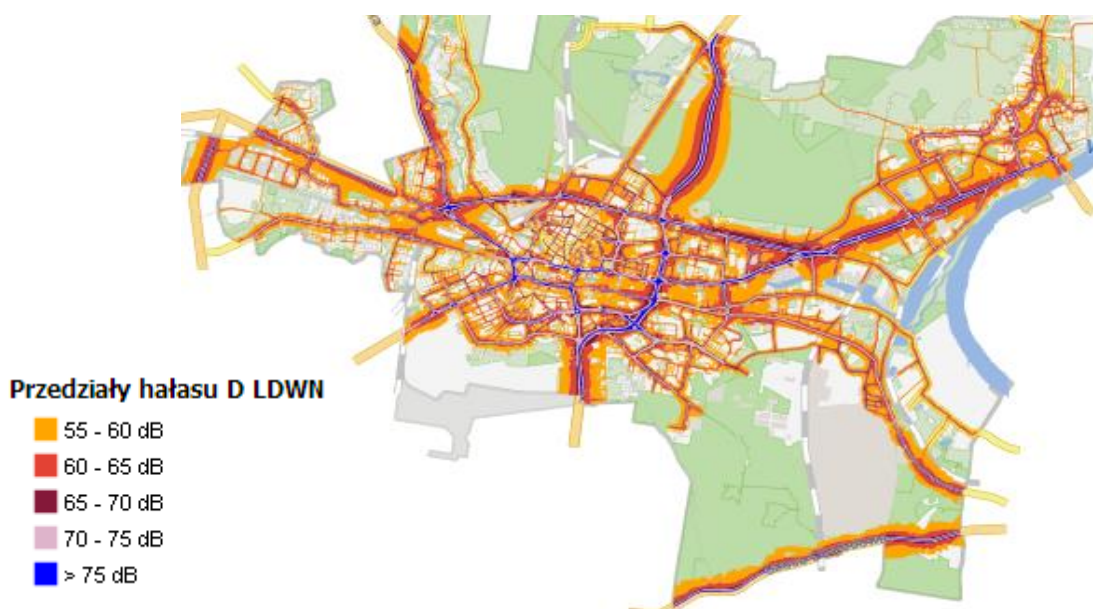 Przedziały hałasu D LDWN
55 - 60 dB
60 - 65 dB
65 - 70 dB
70 - 75 dB
> 75 dB